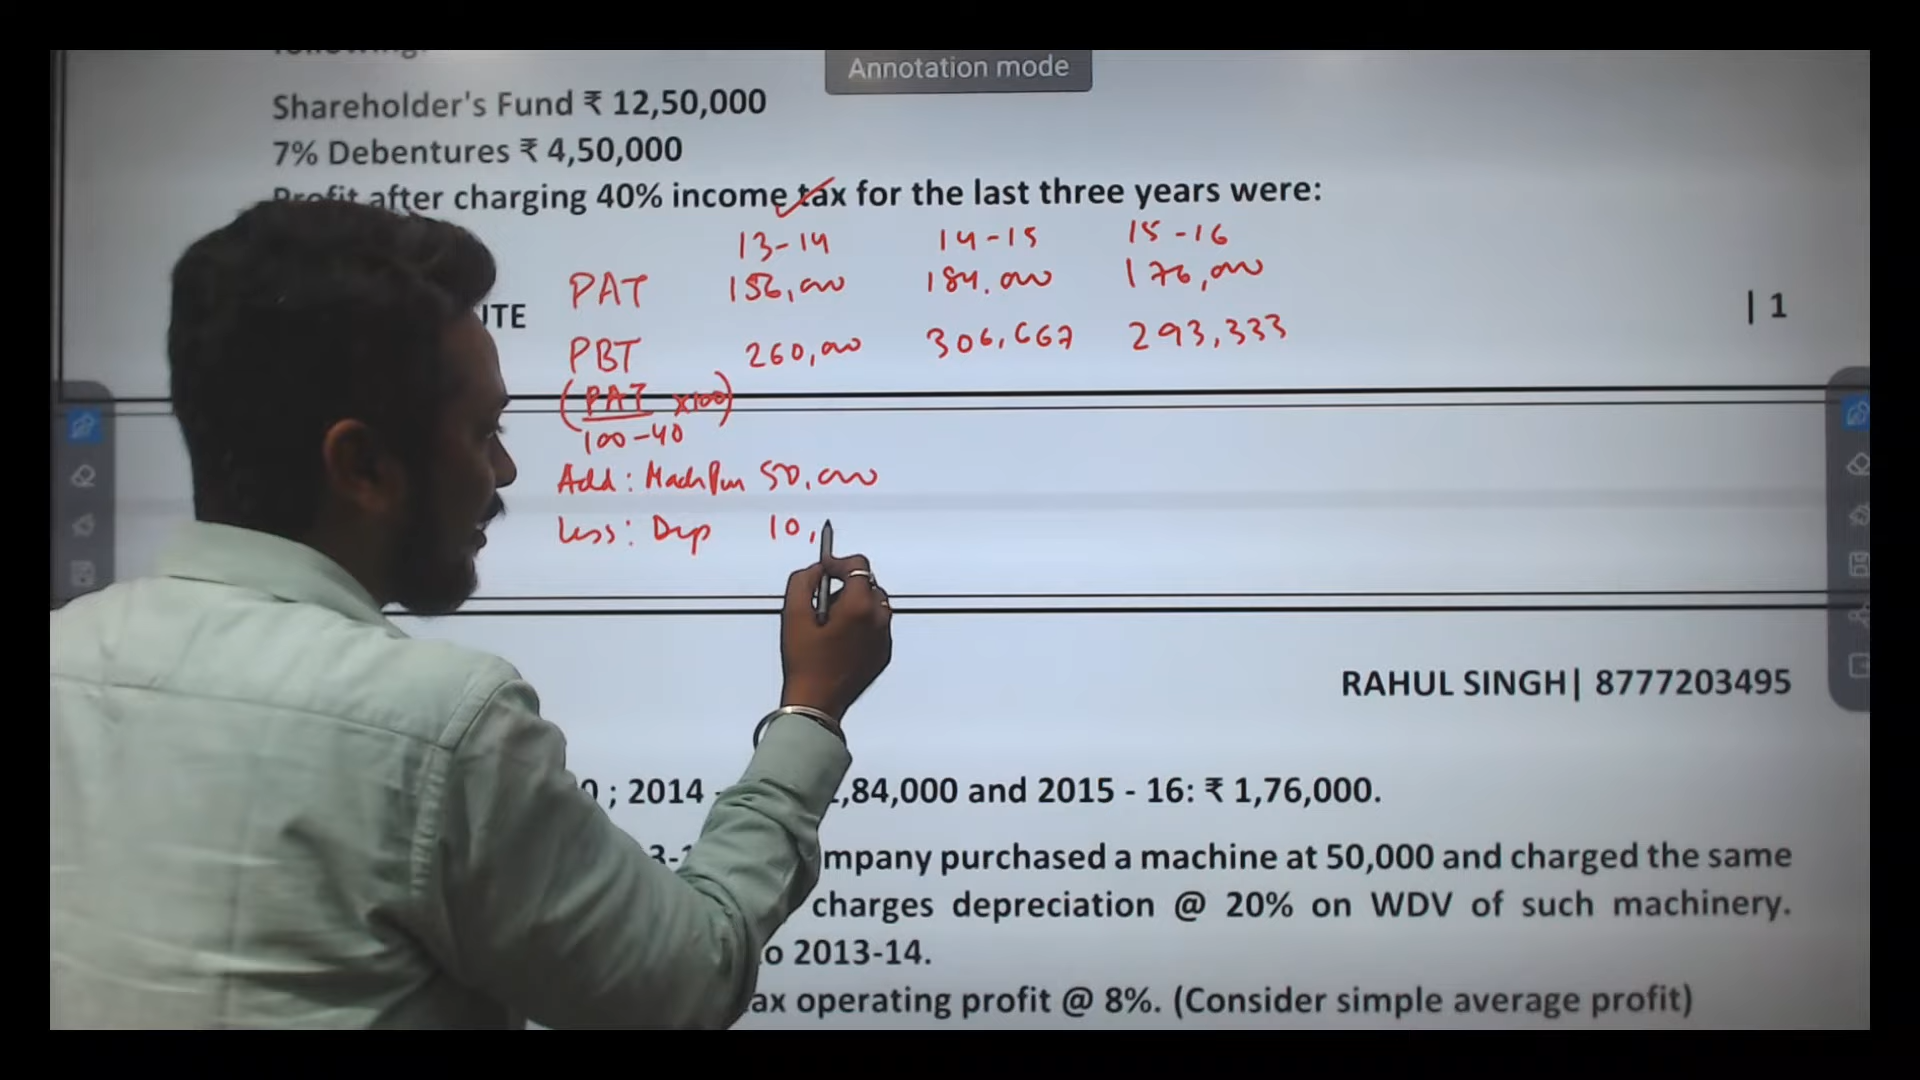 Annotation mode
Shareholder's Fund ₹ 12,50,000
7% Debentures ₹ 4,50,000
Profit after charging 40% income tax for the last three years were:
13-14 14-15 15-16
PAT 156,000 184,000 176,000
ITE | 1
PBT 260,000 306,667 293,333
(PAT x100)
100-40
Add: Mach Pur 50,000
Less: Dep 10,
RAHUL SINGH| 8777203495
0 ; 2014 - ,84,000 and 2015 - 16: ₹ 1,76,000.
3-1 mpany purchased a machine at 50,000 and charged the same
charges depreciation @ 20% on WDV of such machinery.
o 2013-14.
ax operating profit @ 8%. (Consider simple average profit)